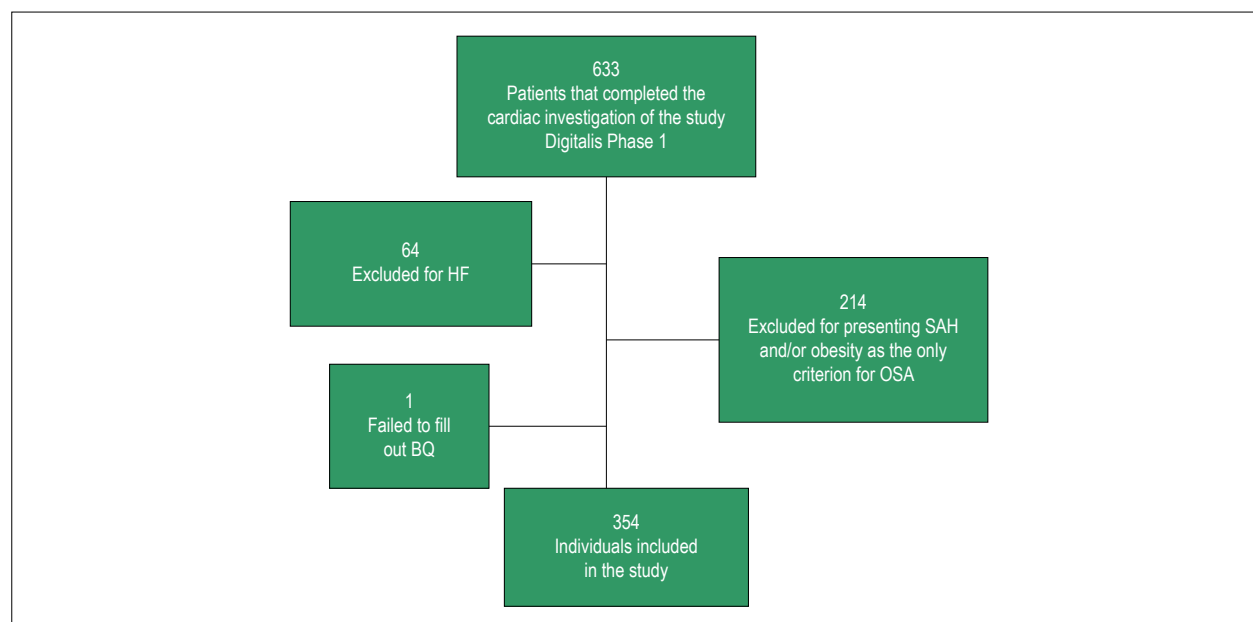 633
Patients that completed the
cardiac investigation of the study
Digitalis Phase 1
64
Excluded for HF
214
Excluded for presenting SAH
and/or obesity as the only
criterion for OSA
1
Failed to fill
out BQ
354
Individuals included
in the study